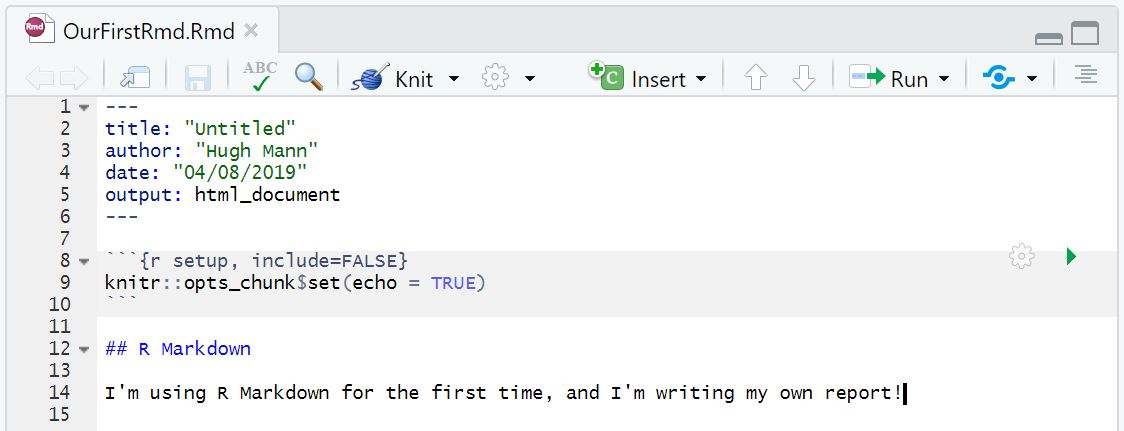 Rmd OurFirstRmd.Rmd
ABC Knit C Insert Run
1 ---
2 title: "Untitled"
3 author: "Hugh Mann"
4 date: "04/08/2019"
5 output: html_document
6 ---
7
8 ```{r setup, include=FALSE}
9 knitr::opts_chunk$set(echo = TRUE)
10 ```
11
12 ## R Markdown
13
14 I'm using R Markdown for the first time, and I'm writing my own report!
15